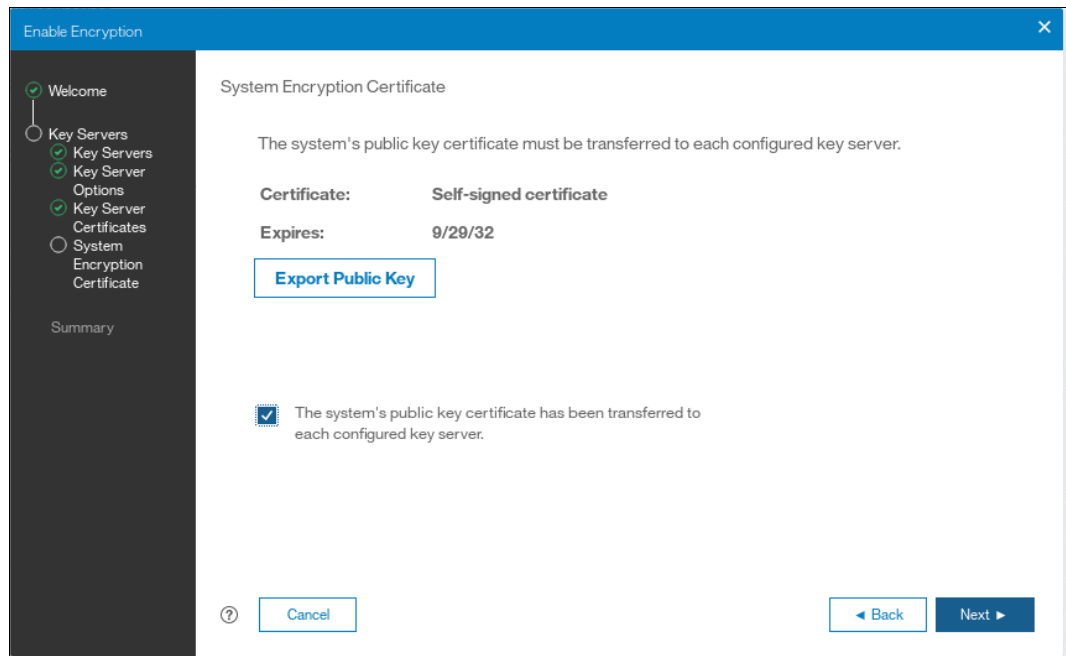 Enable Encryption
Welcome
Key Servers
Key Servers
Key Server
Options
Key Server
Certificates
System
Encryption
Certificate
Summary
System Encryption Certificate
The system's public key certificate must be transferred to each configured key server.
Certificate: Self-signed certificate
Expires: 9/29/32
Export Public Key
The system's public key certificate has been transferred to
each configured key server.
? Cancel ◄ Back Next ►